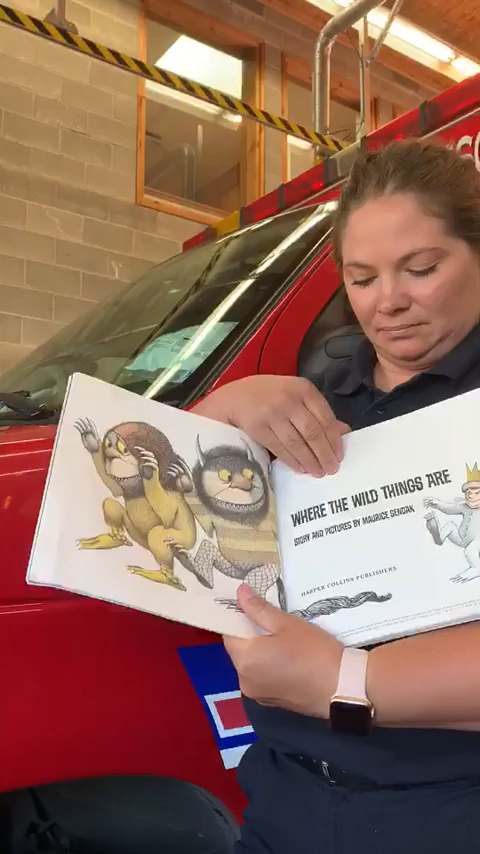 WHERE THE WILD THINGS ARE
STORY AND PICTURES BY MAURICE SENDAK
HARPER COLLINS PUBLISHERS